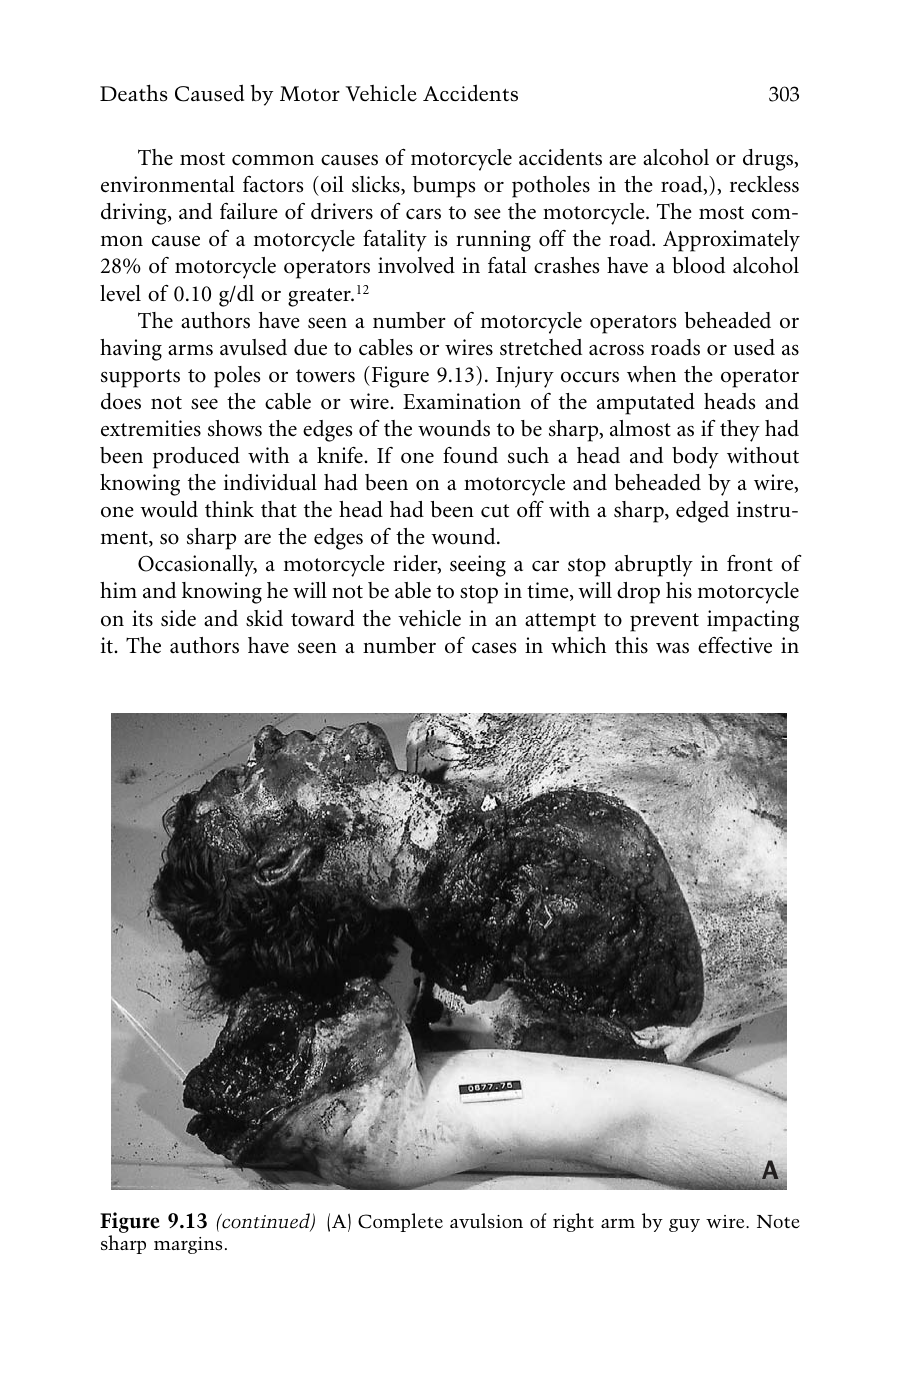 Deaths Caused by Motor Vehicle Accidents 303
The most common causes of motorcycle accidents are alcohol or drugs,
environmental factors (oil slicks, bumps or potholes in the road,), reckless
driving, and failure of drivers of cars to see the motorcycle. The most com-
mon cause of a motorcycle fatality is running off the road. Approximately
28% of motorcycle operators involved in fatal crashes have a blood alcohol
level of 0.10 g/dl or greater.¹²
The authors have seen a number of motorcycle operators beheaded or
having arms avulsed due to cables or wires stretched across roads or used as
supports to poles or towers (Figure 9.13). Injury occurs when the operator
does not see the cable or wire. Examination of the amputated heads and
extremities shows the edges of the wounds to be sharp, almost as if they had
been produced with a knife. If one found such a head and body without
knowing the individual had been on a motorcycle and beheaded by a wire,
one would think that the head had been cut off with a sharp, edged instru-
ment, so sharp are the edges of the wound.
Occasionally, a motorcycle rider, seeing a car stop abruptly in front of
him and knowing he will not be able to stop in time, will drop his motorcycle
on its side and skid toward the vehicle in an attempt to prevent impacting
it. The authors have seen a number of cases in which this was effective in
0677.75
A
Figure 9.13 (continued) (A) Complete avulsion of right arm by guy wire. Note
sharp margins.